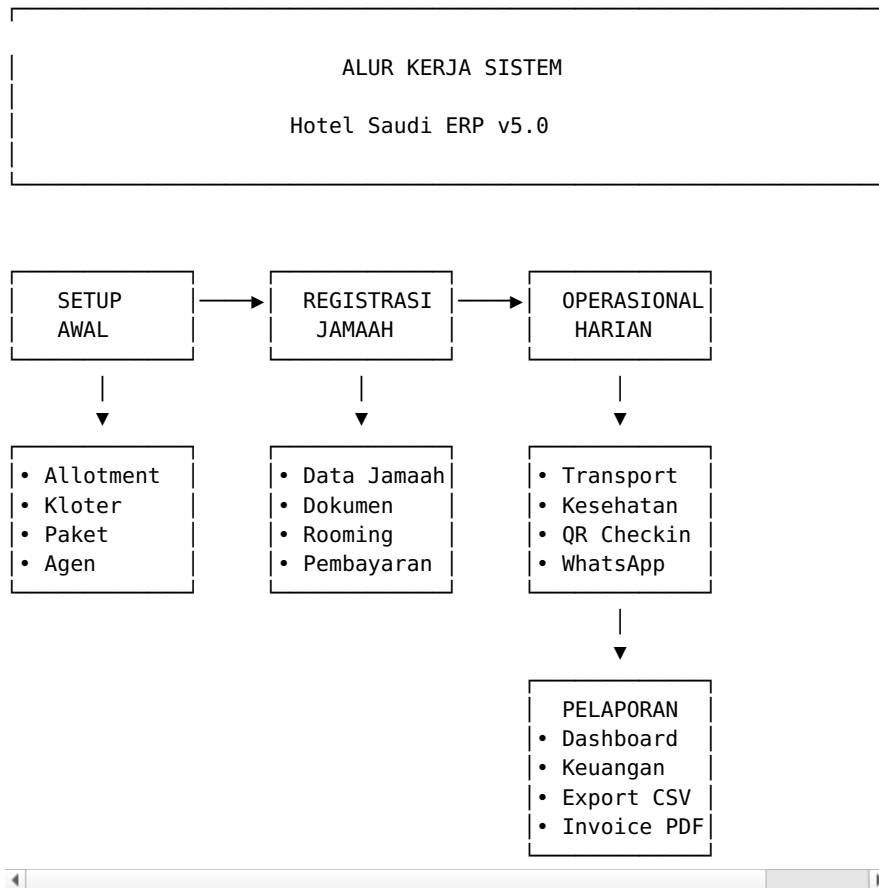 ALUR KERJA SISTEM
Hotel Saudi ERP v5.0
SETUP
AWAL
REGISTRASI
JAMAAH
OPERASIONAL
HARIAN
• Allotment
• Kloter
• Paket
• Agen
• Data Jamaah
• Dokumen
• Rooming
• Pembayaran
• Transport
• Kesehatan
• QR Checkin
• WhatsApp
PELAPORAN
• Dashboard
• Keuangan
• Export CSV
• Invoice PDF